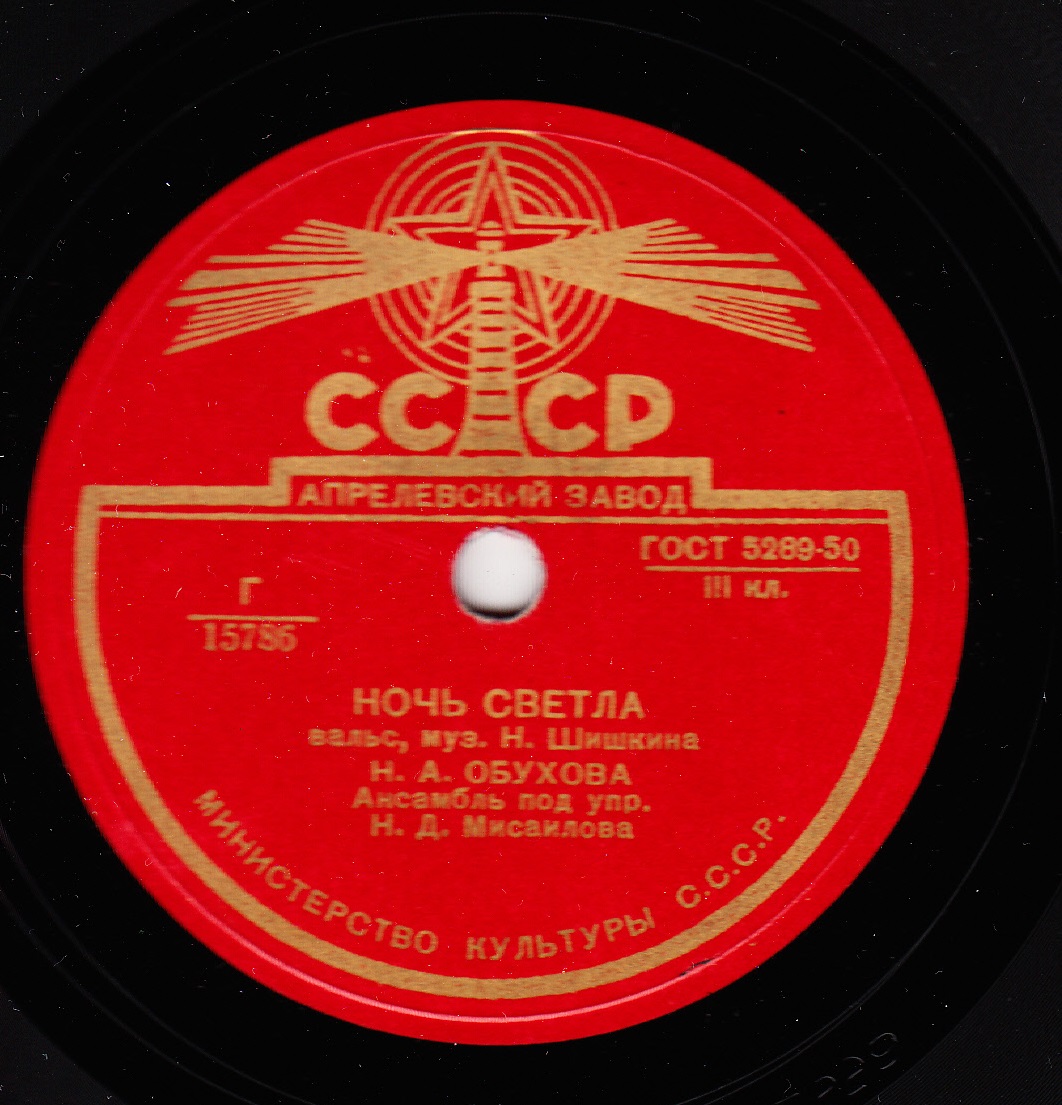 СССР
АПРЕЛЕВСКИЙ ЗАВОД
ГОСТ 5289-50
III кл.
Г
15786
НОЧЬ СВЕТЛА
вальс, муз. Н. Шишкина
Н. А. ОБУХОВА
Ансамбль под упр.
Н. Д. Мисаилова
МИНИСТЕРСТВО КУЛЬТУРЫ С.С.С.Р.